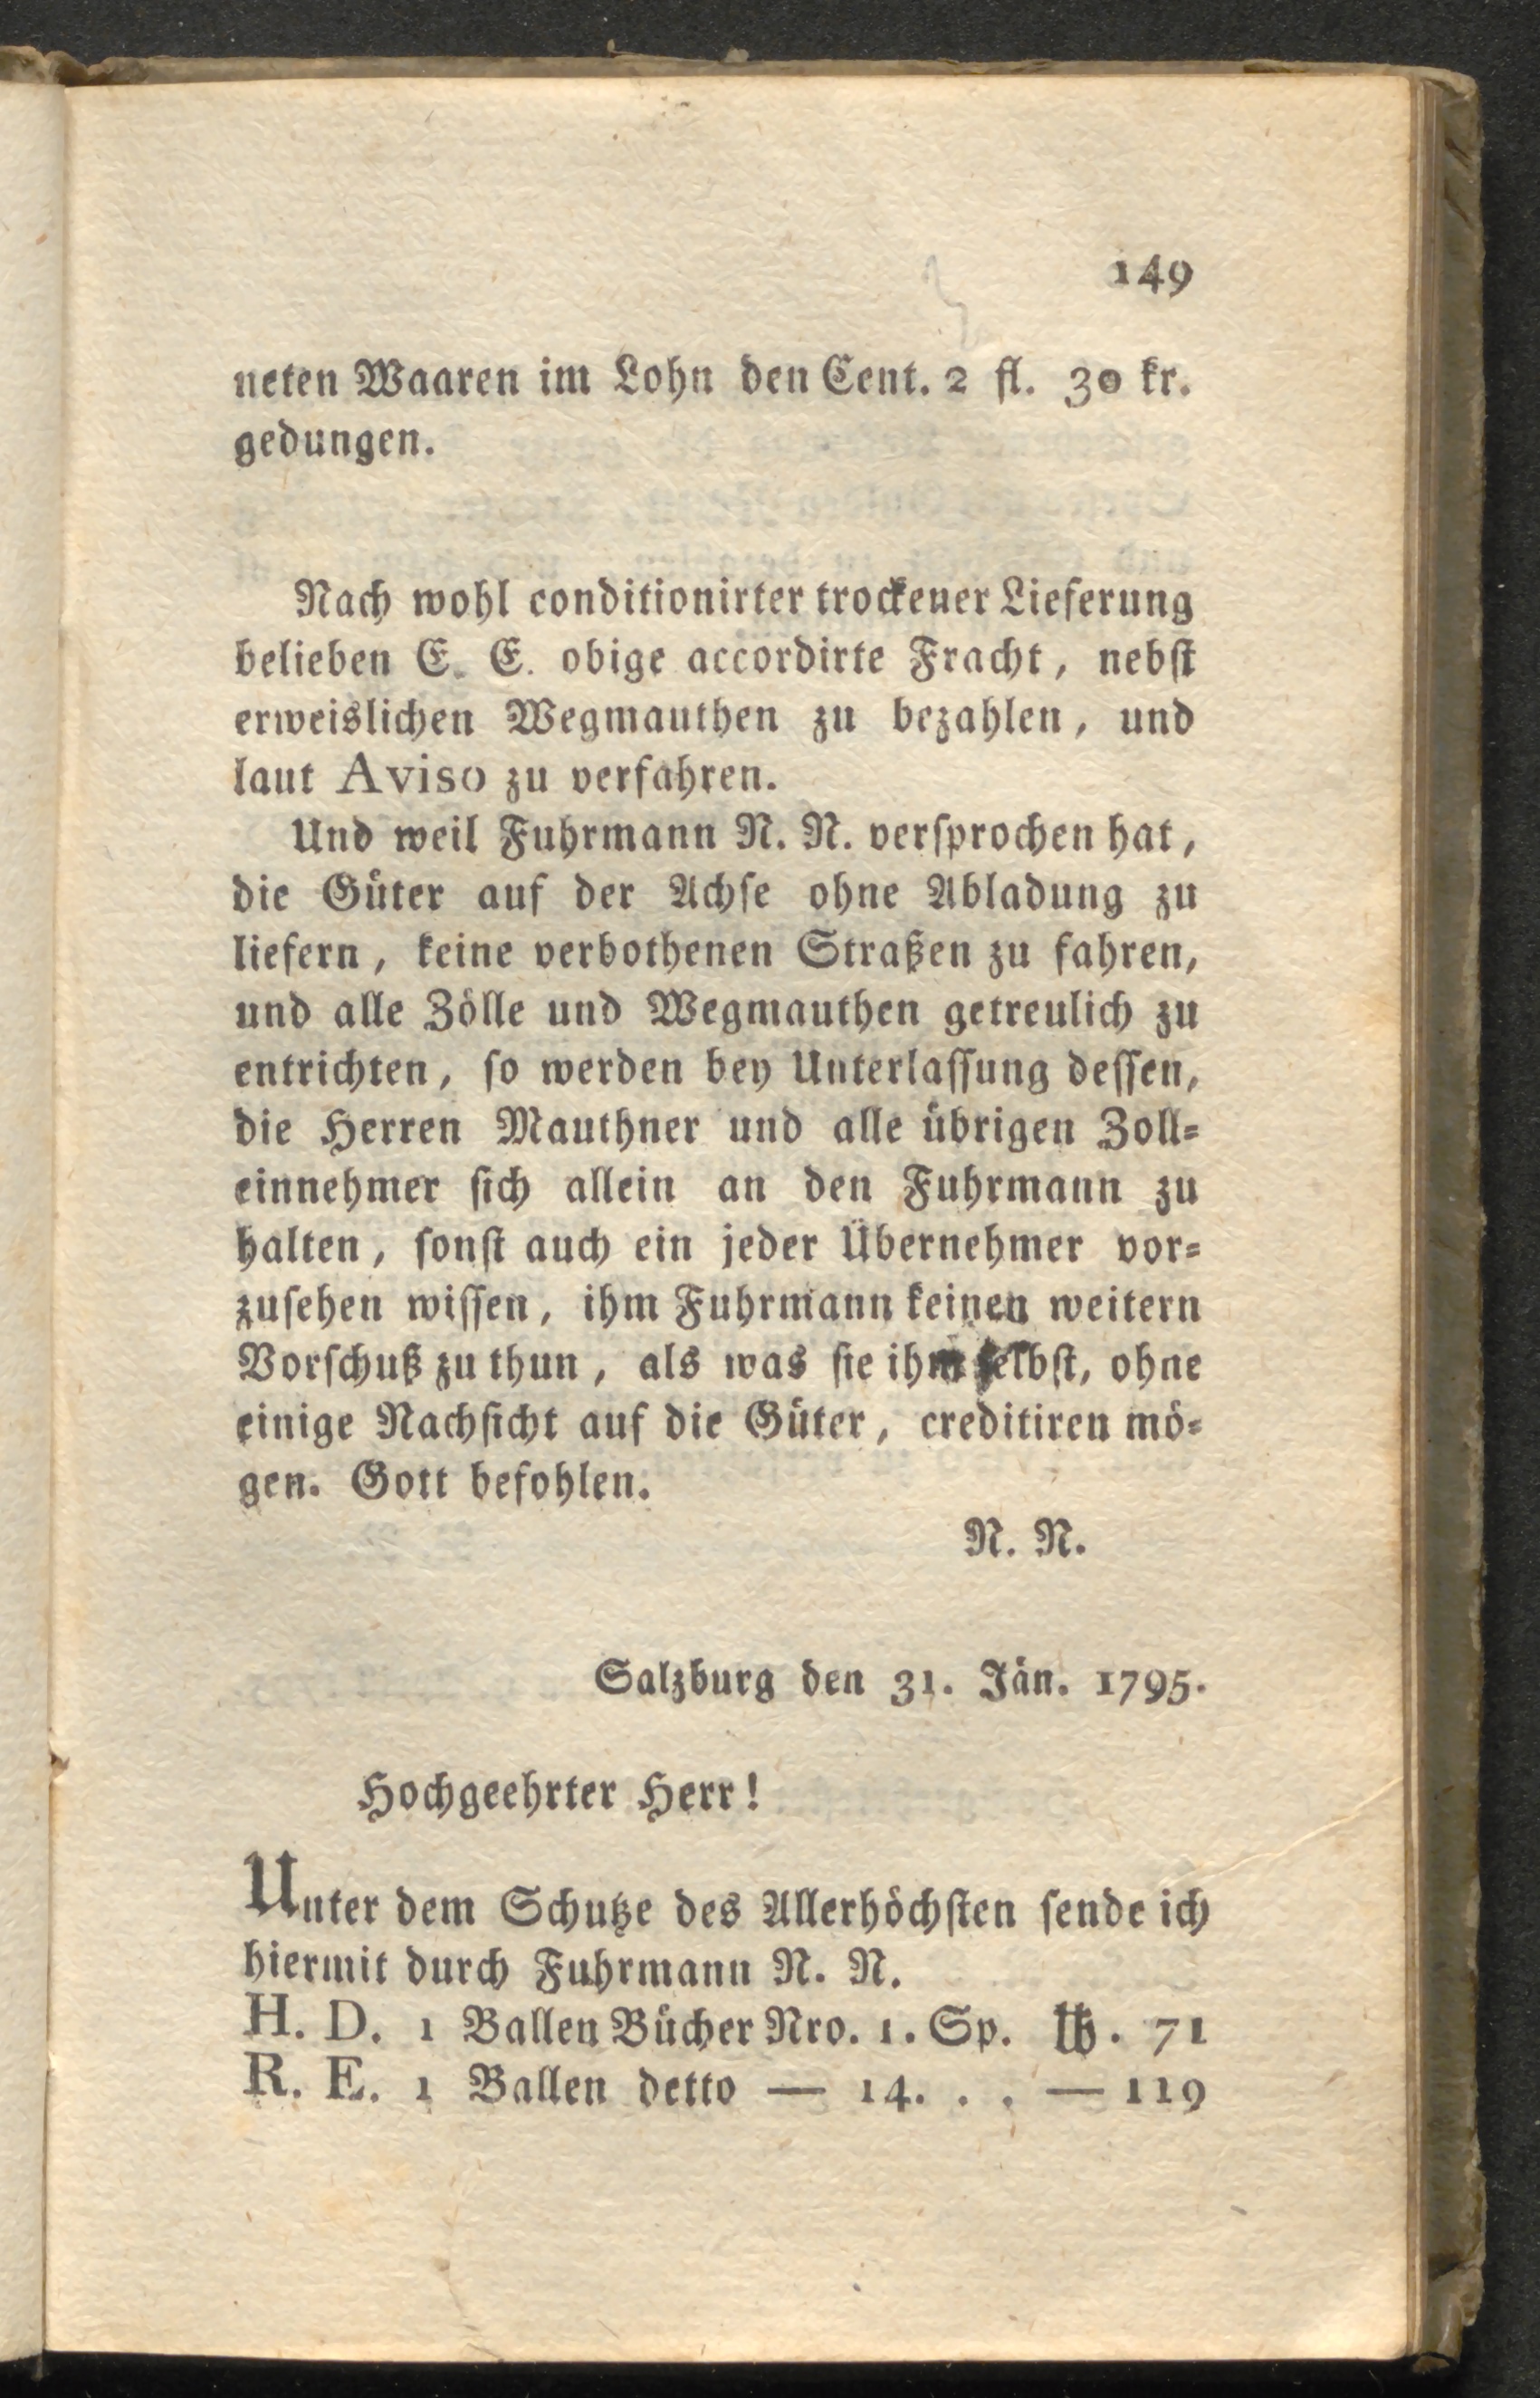 149
neten Waaren im Lohn den Cent. 2 fl. 30 kr.
gedungen.
Nach wohl conditionirter trockener Lieferung
belieben E. E. obige accordirte Fracht, nebst
erweislichen Wegmauthen zu bezahlen, und
laut Aviso zu verfahren.
Und weil Fuhrmann N. N. versprochen hat,
die Güter auf der Achse ohne Abladung zu
liefern, keine verbothenen Straßen zu fahren,
und alle Zölle und Wegmauthen getreulich zu
entrichten, so werden bey Unterlassung dessen,
die Herren Mauthner und alle übrigen Zoll-
einnehmer sich allein an den Fuhrmann zu
halten, sonst auch ein jeder Übernehmer vor-
zusehen wissen, ihm Fuhrmann keinen weitern
Vorschuß zu thun, als was sie ihm selbst, ohne
einige Nachsicht auf die Güter, creditiren mö-
gen. Gott befohlen.
N. N.
Salzburg den 31. Jän. 1795.
Hochgeehrter Herr!
Unter dem Schutze des Allerhöchsten sende ich
hiermit durch Fuhrmann N. N.
H. D. 1 Ballen Bücher Nro. 1. Sp. ℔. 71
R. E. 1 Ballen detto — 14. . . — 119